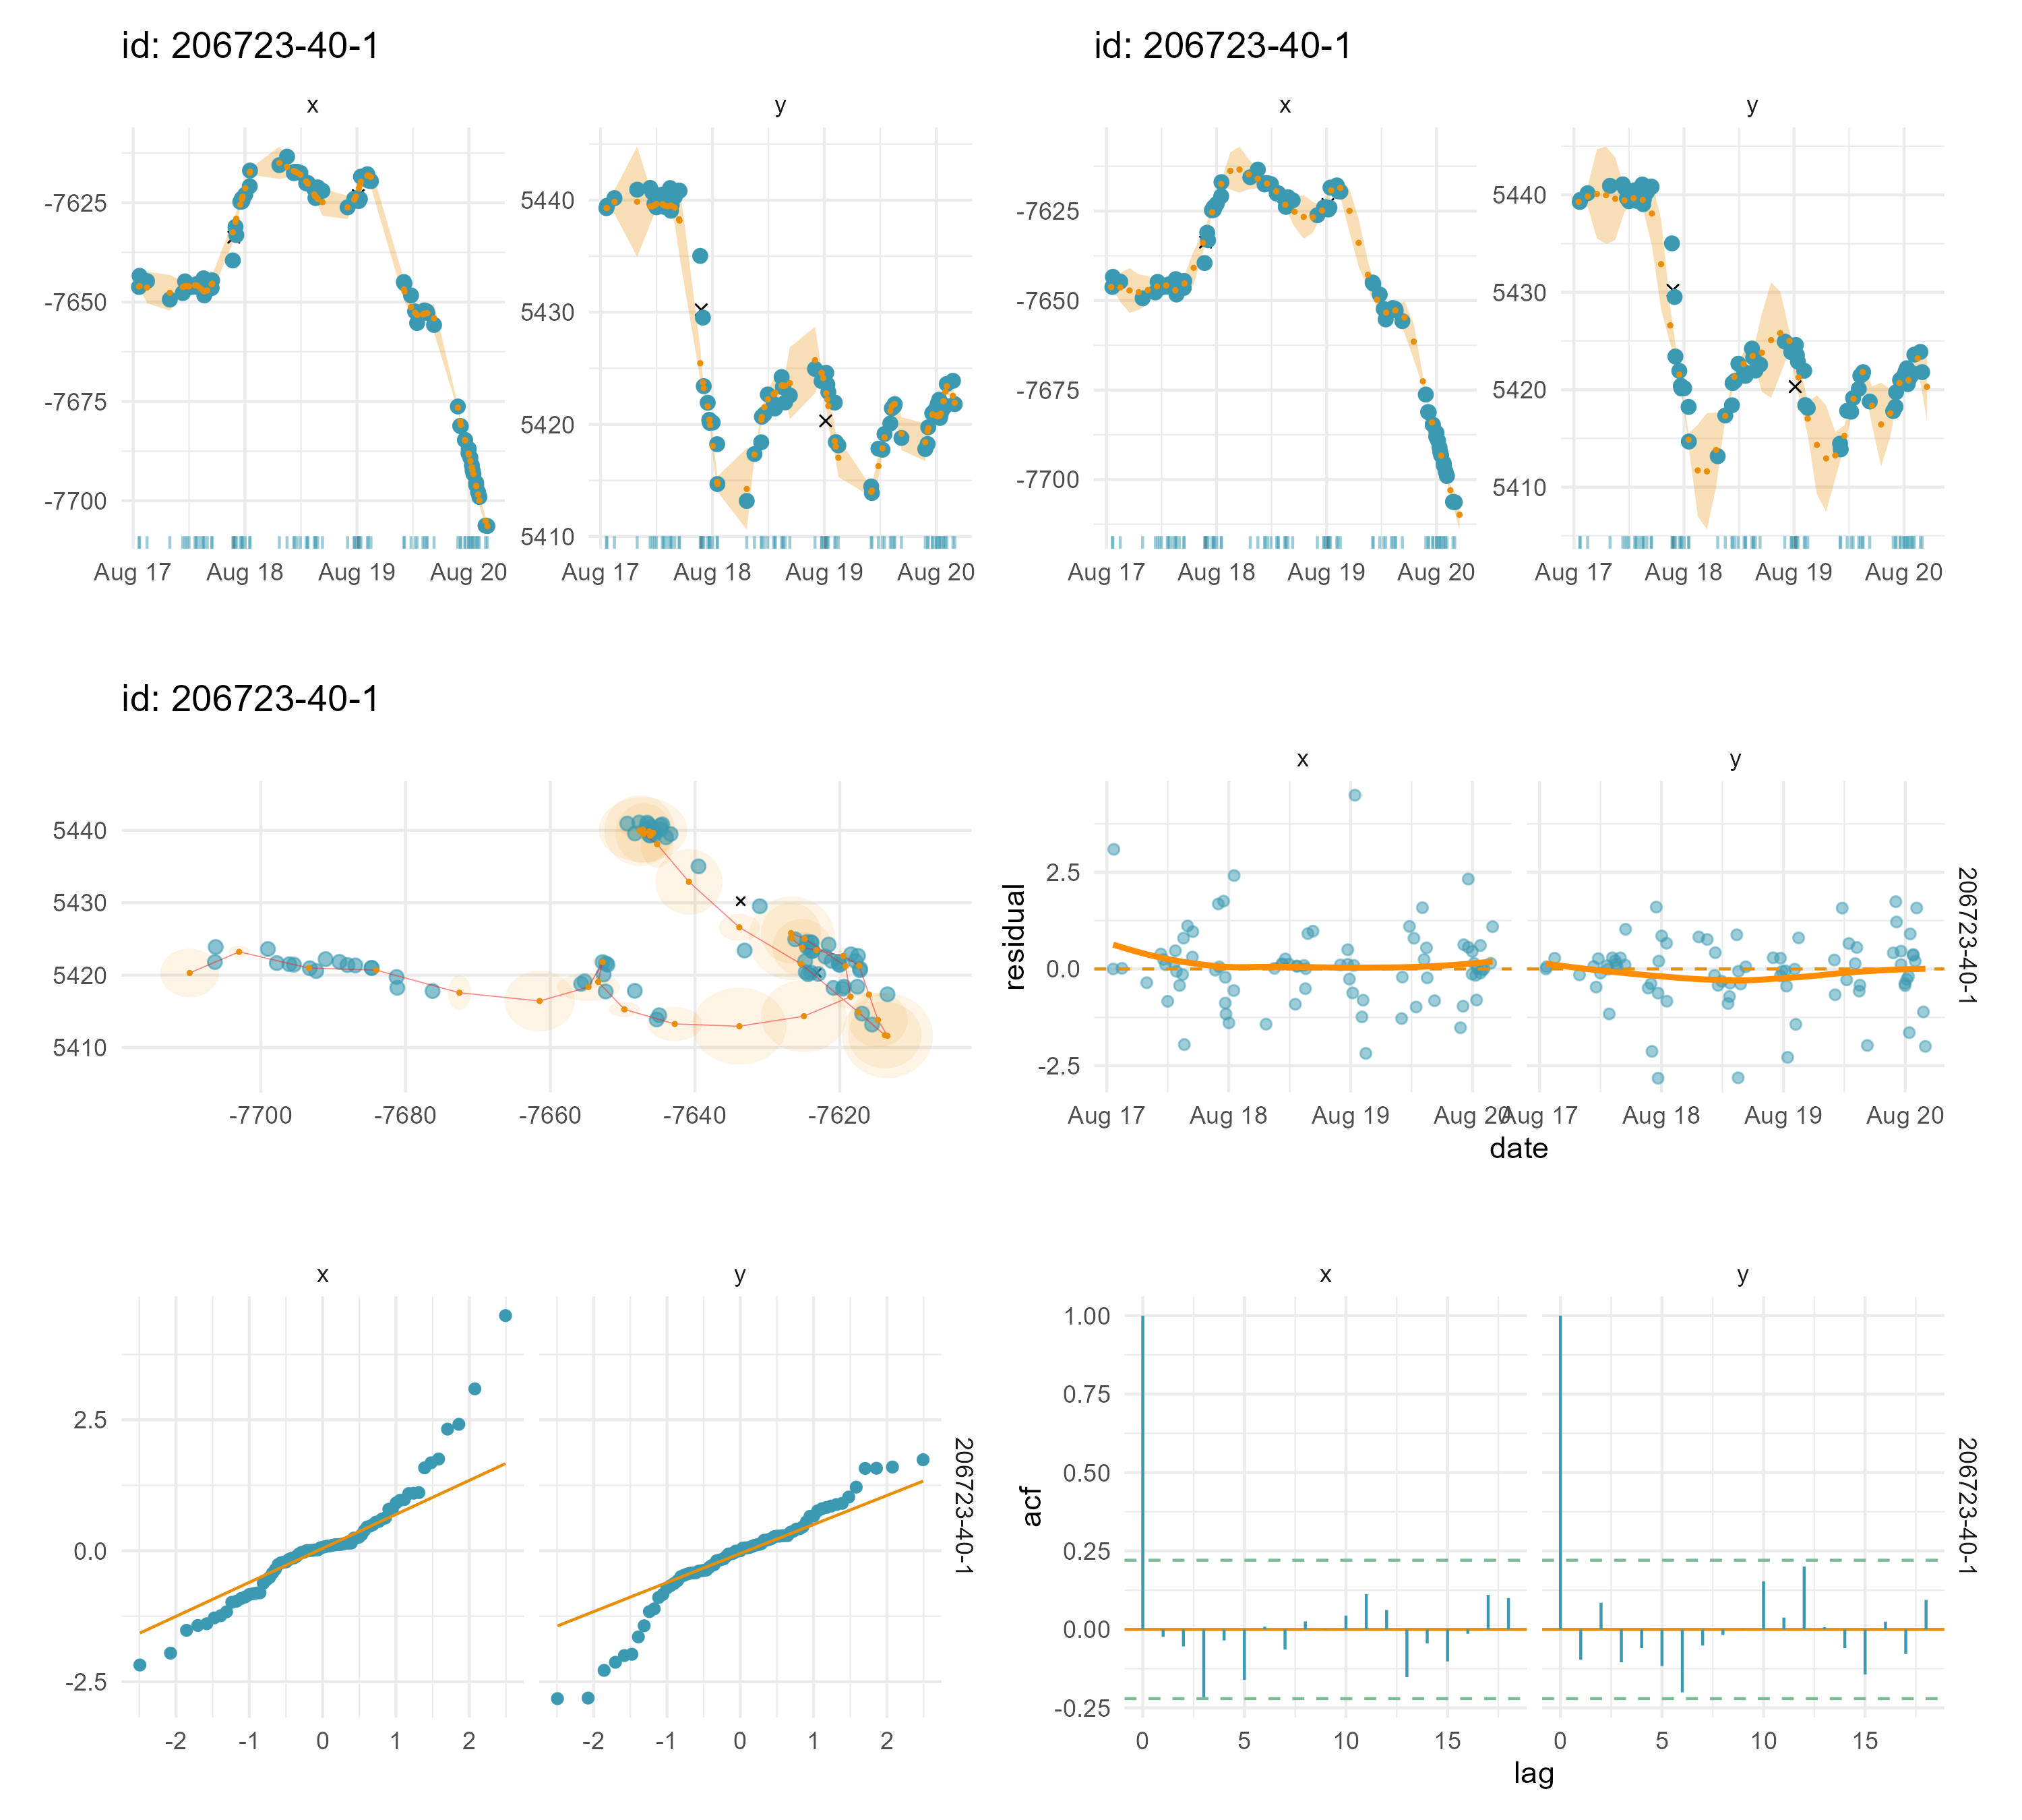 id: 206723-40-1
id: 206723-40-1
x
y
x
y
-7625
-7650
-7675
-7700
5440
5430
5420
5410
-7625
-7650
-7675
-7700
5440
5430
5420
5410
Aug 17 Aug 18 Aug 19 Aug 20
Aug 17 Aug 18 Aug 19 Aug 20
Aug 17 Aug 18 Aug 19 Aug 20
Aug 17 Aug 18 Aug 19 Aug 20
id: 206723-40-1
5440
5430
5420
5410
-7700 -7680 -7660 -7640 -7620
x
y
residual
2.5
0.0
-2.5
206723-40-1
Aug 17 Aug 18 Aug 19 Aug 20
Aug 17 Aug 18 Aug 19 Aug 20
date
x
y
2.5
0.0
-2.5
206723-40-1
-2 -1 0 1 2
-2 -1 0 1 2
x
y
acf
1.00
0.75
0.50
0.25
0.00
-0.25
206723-40-1
0 5 10 15
0 5 10 15
lag